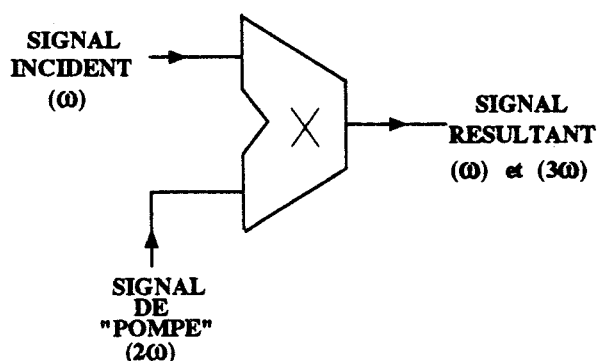 SIGNAL
INCIDENT
(ω)
X
SIGNAL
RESULTANT
(ω) et (3ω)
SIGNAL
DE
"POMPE"
(2ω)